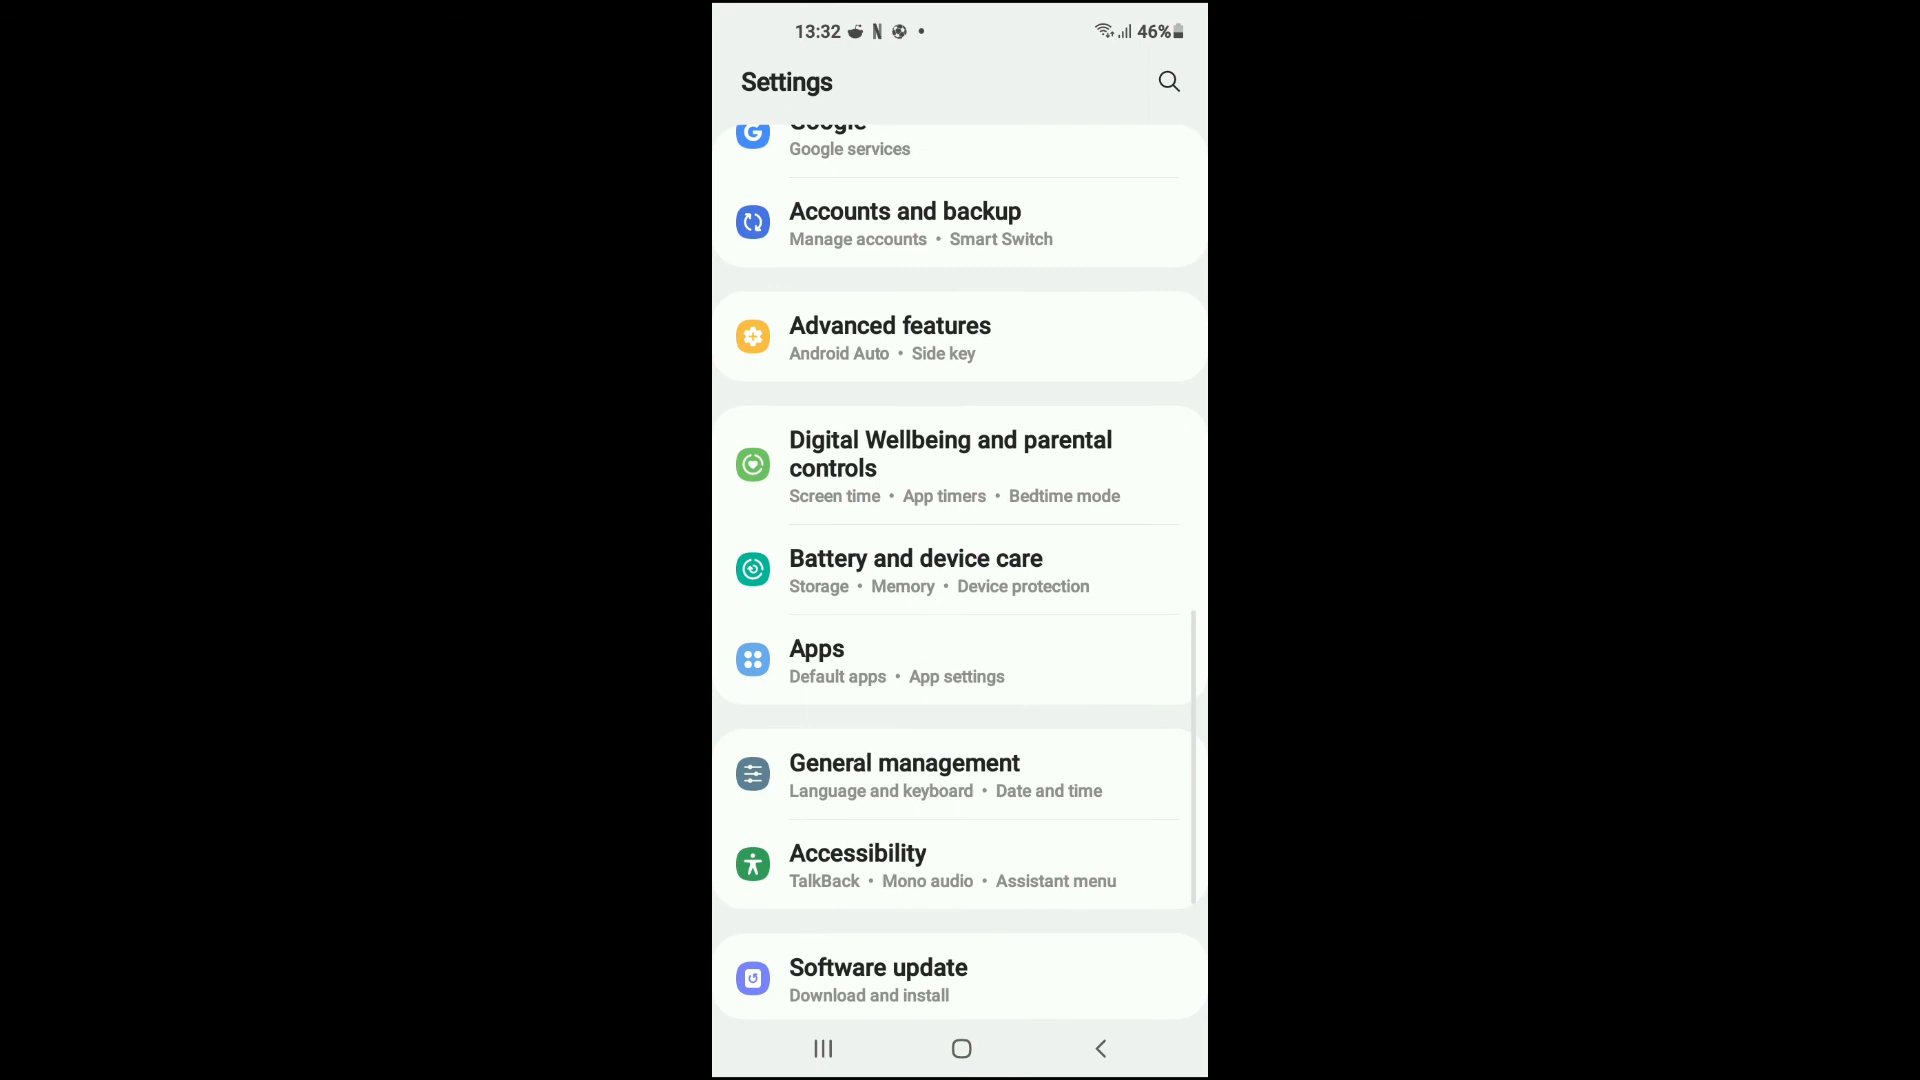 13:32 46%
Settings
Google
Google services
Accounts and backup
Manage accounts • Smart Switch
Advanced features
Android Auto • Side key
Digital Wellbeing and parental
controls
Screen time • App timers • Bedtime mode
Battery and device care
Storage • Memory • Device protection
Apps
Default apps • App settings
General management
Language and keyboard • Date and time
Accessibility
TalkBack • Mono audio • Assistant menu
Software update
Download and install